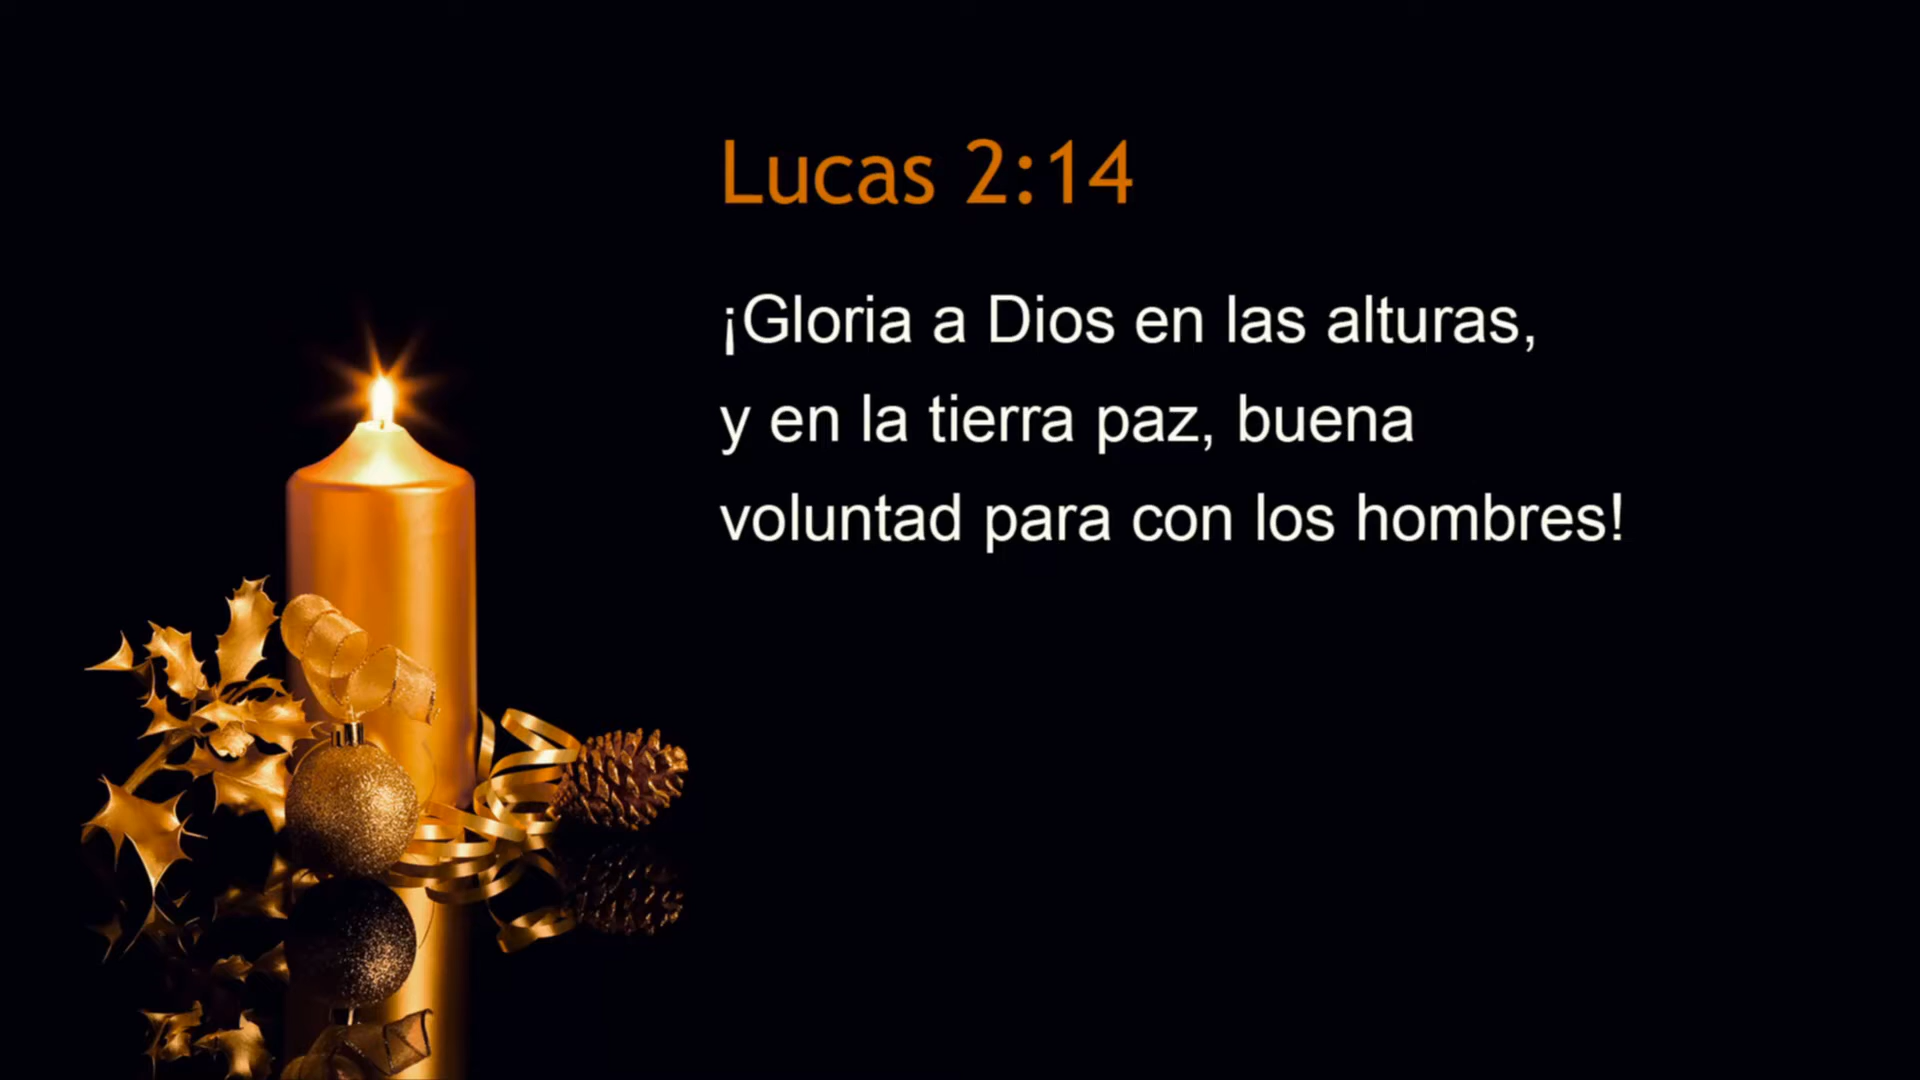 Lucas 2:14
¡Gloria a Dios en las alturas,
y en la tierra paz, buena
voluntad para con los hombres!